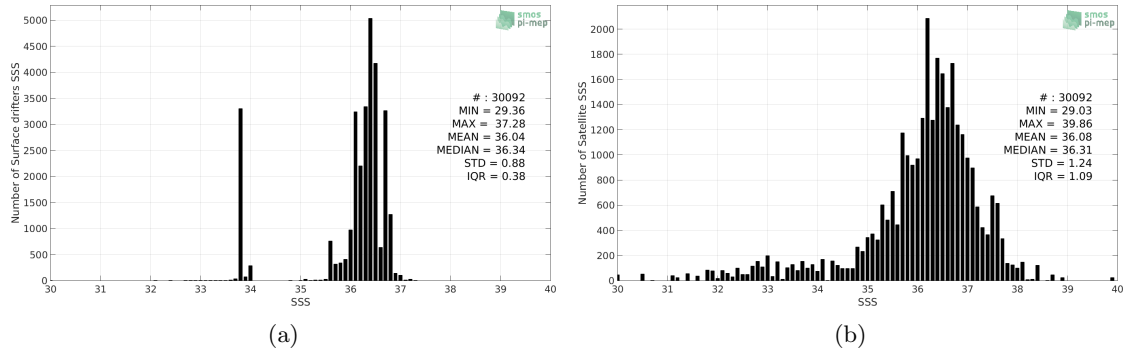 5000
4500
4000
3500
3000
2500
2000
1500
1000
500
0
30 31 32 33 34 35 36 37 38 39 40
SSS
Number of Surface drifters SSS
smos
pi-mep
# : 30092
MIN = 29.36
MAX = 37.28
MEAN = 36.04
MEDIAN = 36.34
STD = 0.88
IQR = 0.38
(a)
2000
1800
1600
1400
1200
1000
800
600
400
200
0
30 31 32 33 34 35 36 37 38 39 40
SSS
Number of Satellite SSS
smos
pi-mep
# : 30092
MIN = 29.03
MAX = 39.86
MEAN = 36.08
MEDIAN = 36.31
STD = 1.24
IQR = 1.09
(b)